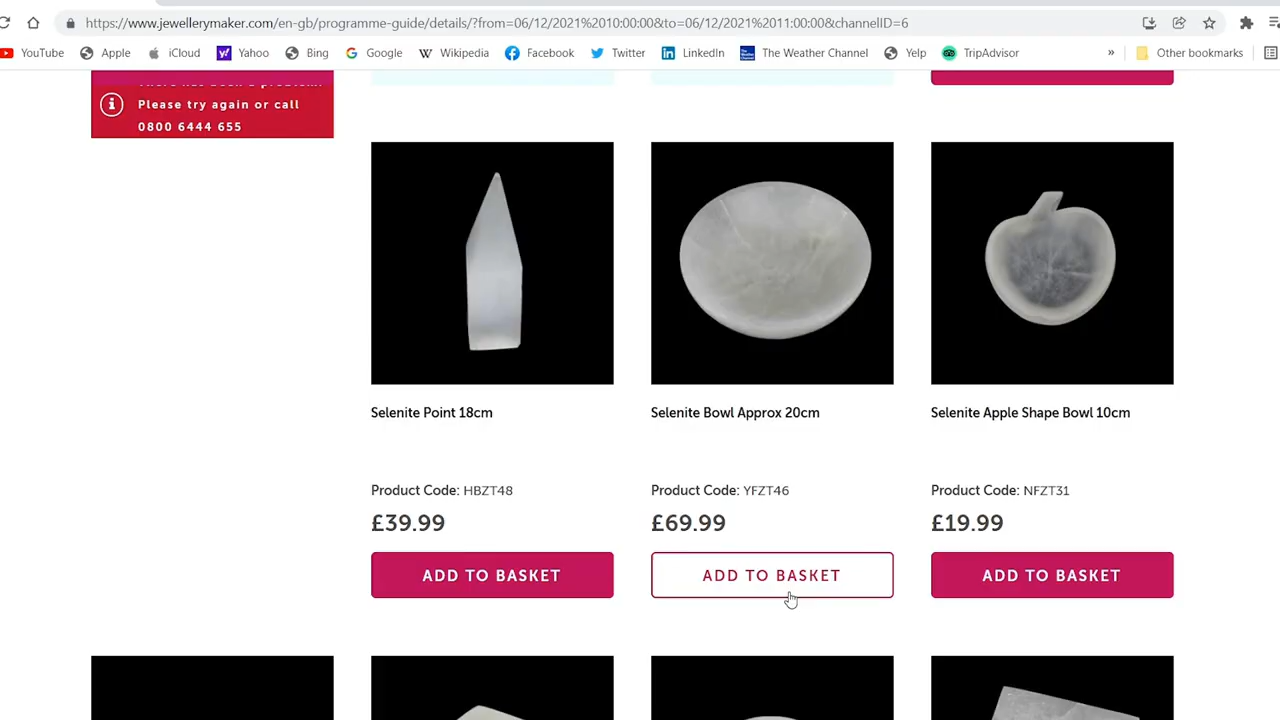 https://www.jewellerymaker.com/en-gb/programme-guide/details/?from=06/12/2021%2010:00:00&to=06/12/2021%2011:00:00&channelID=6
YouTube Apple iCloud Yahoo Bing Google Wikipedia Facebook Twitter LinkedIn The Weather Channel Yelp TripAdvisor » Other bookmarks
There has been a problem.
Please try again or call
0800 6444 655
Selenite Point 18cm
Selenite Bowl Approx 20cm
Selenite Apple Shape Bowl 10cm
Product Code: HBZT48
Product Code: YFZT46
Product Code: NFZT31
£39.99
£69.99
£19.99
ADD TO BASKET
ADD TO BASKET
ADD TO BASKET